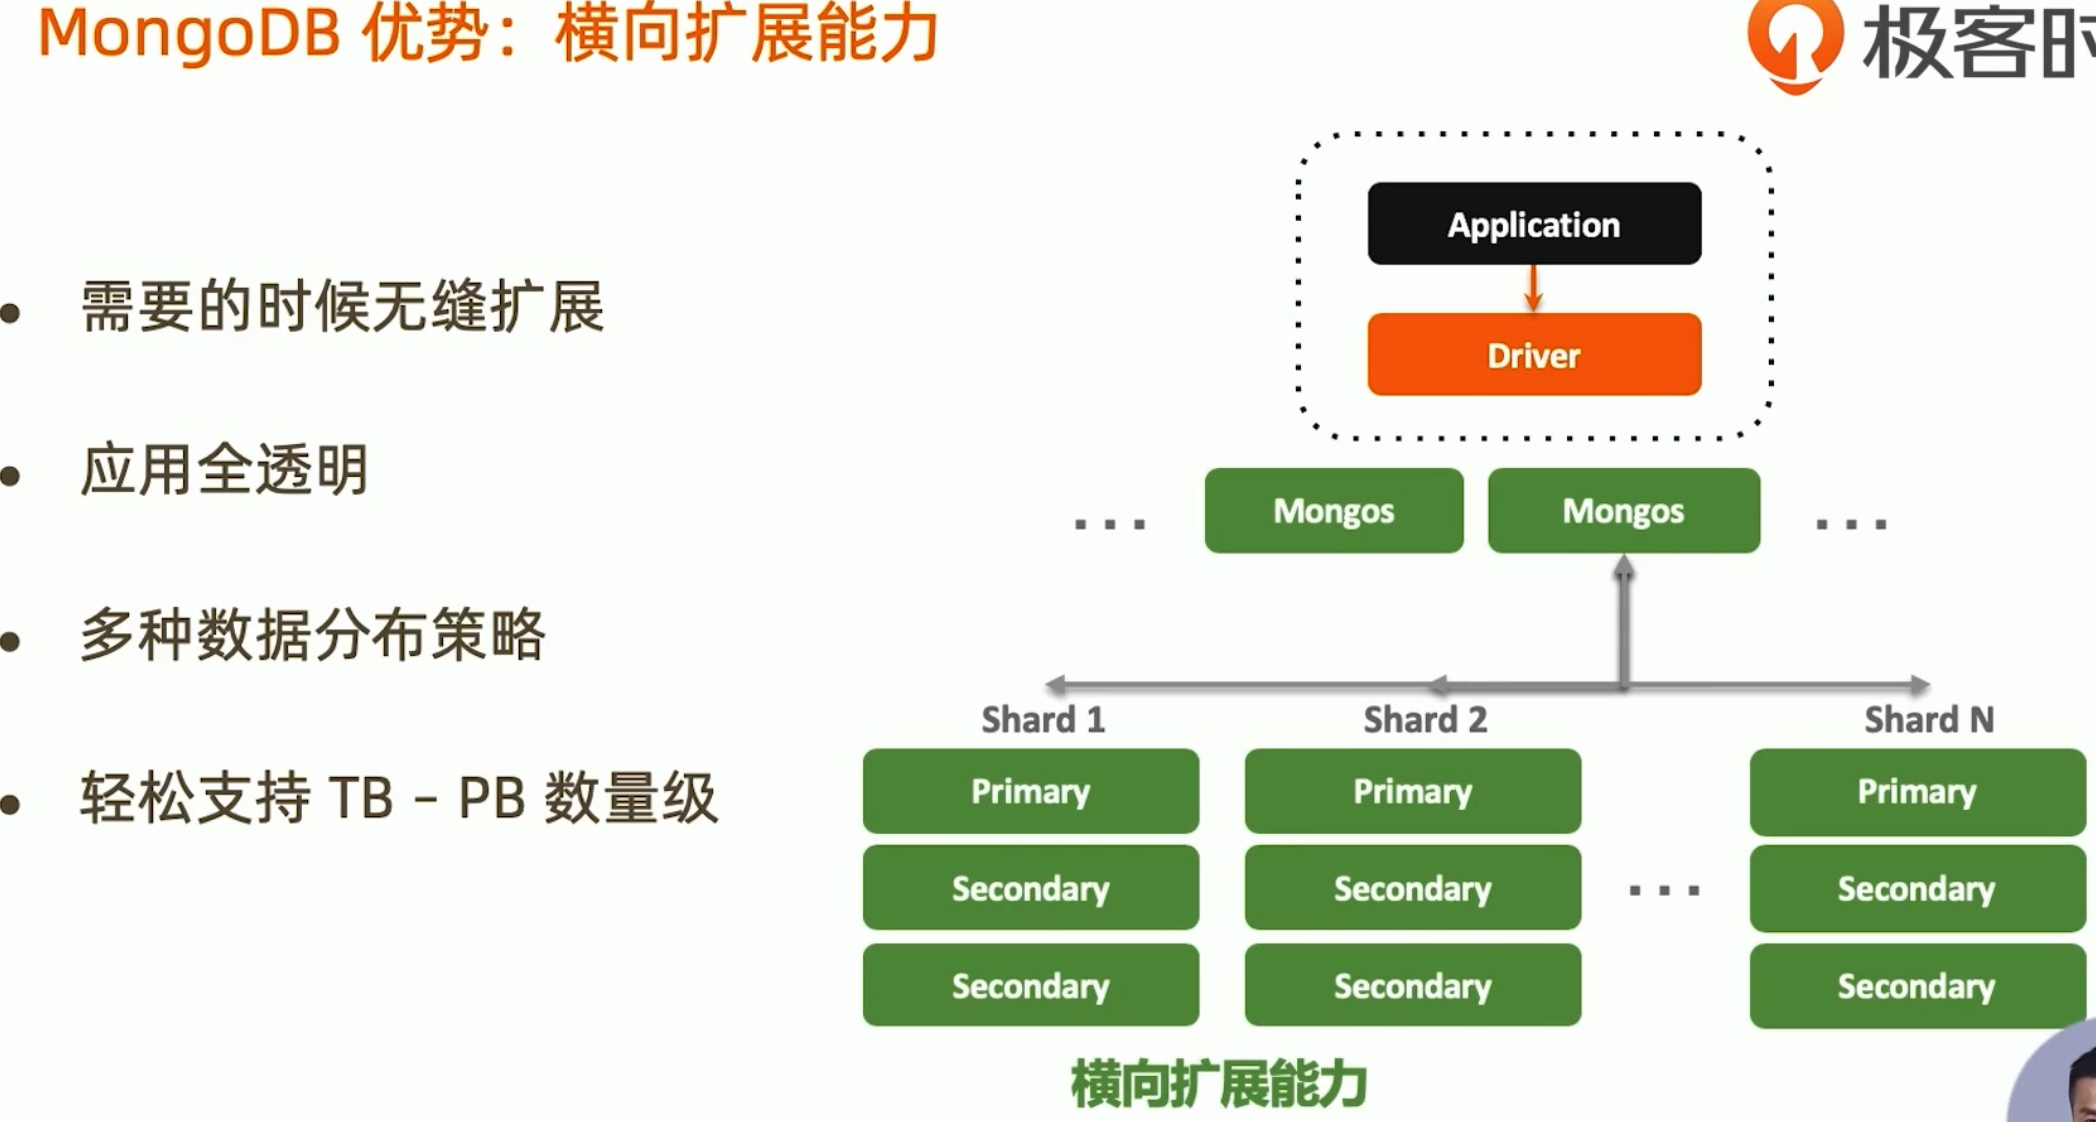 MongoDB 优势：横向扩展能力
极客时
• 需要的时候无缝扩展
• 应用全透明
• 多种数据分布策略
• 轻松支持 TB – PB 数量级
Application
Driver
... Mongos Mongos ...
Shard 1 Shard 2 Shard N
Primary Primary Primary
Secondary Secondary ... Secondary
Secondary Secondary Secondary
横向扩展能力